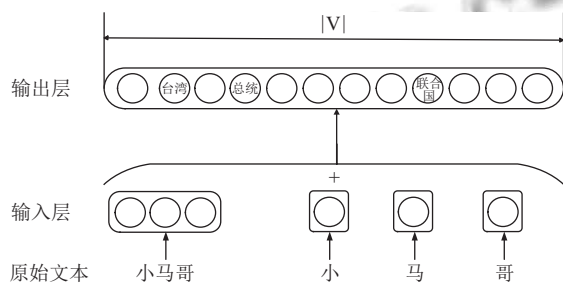 |V|
输出层 台湾 总统 联合国
+
输入层
原始文本 小马哥 小 马 哥